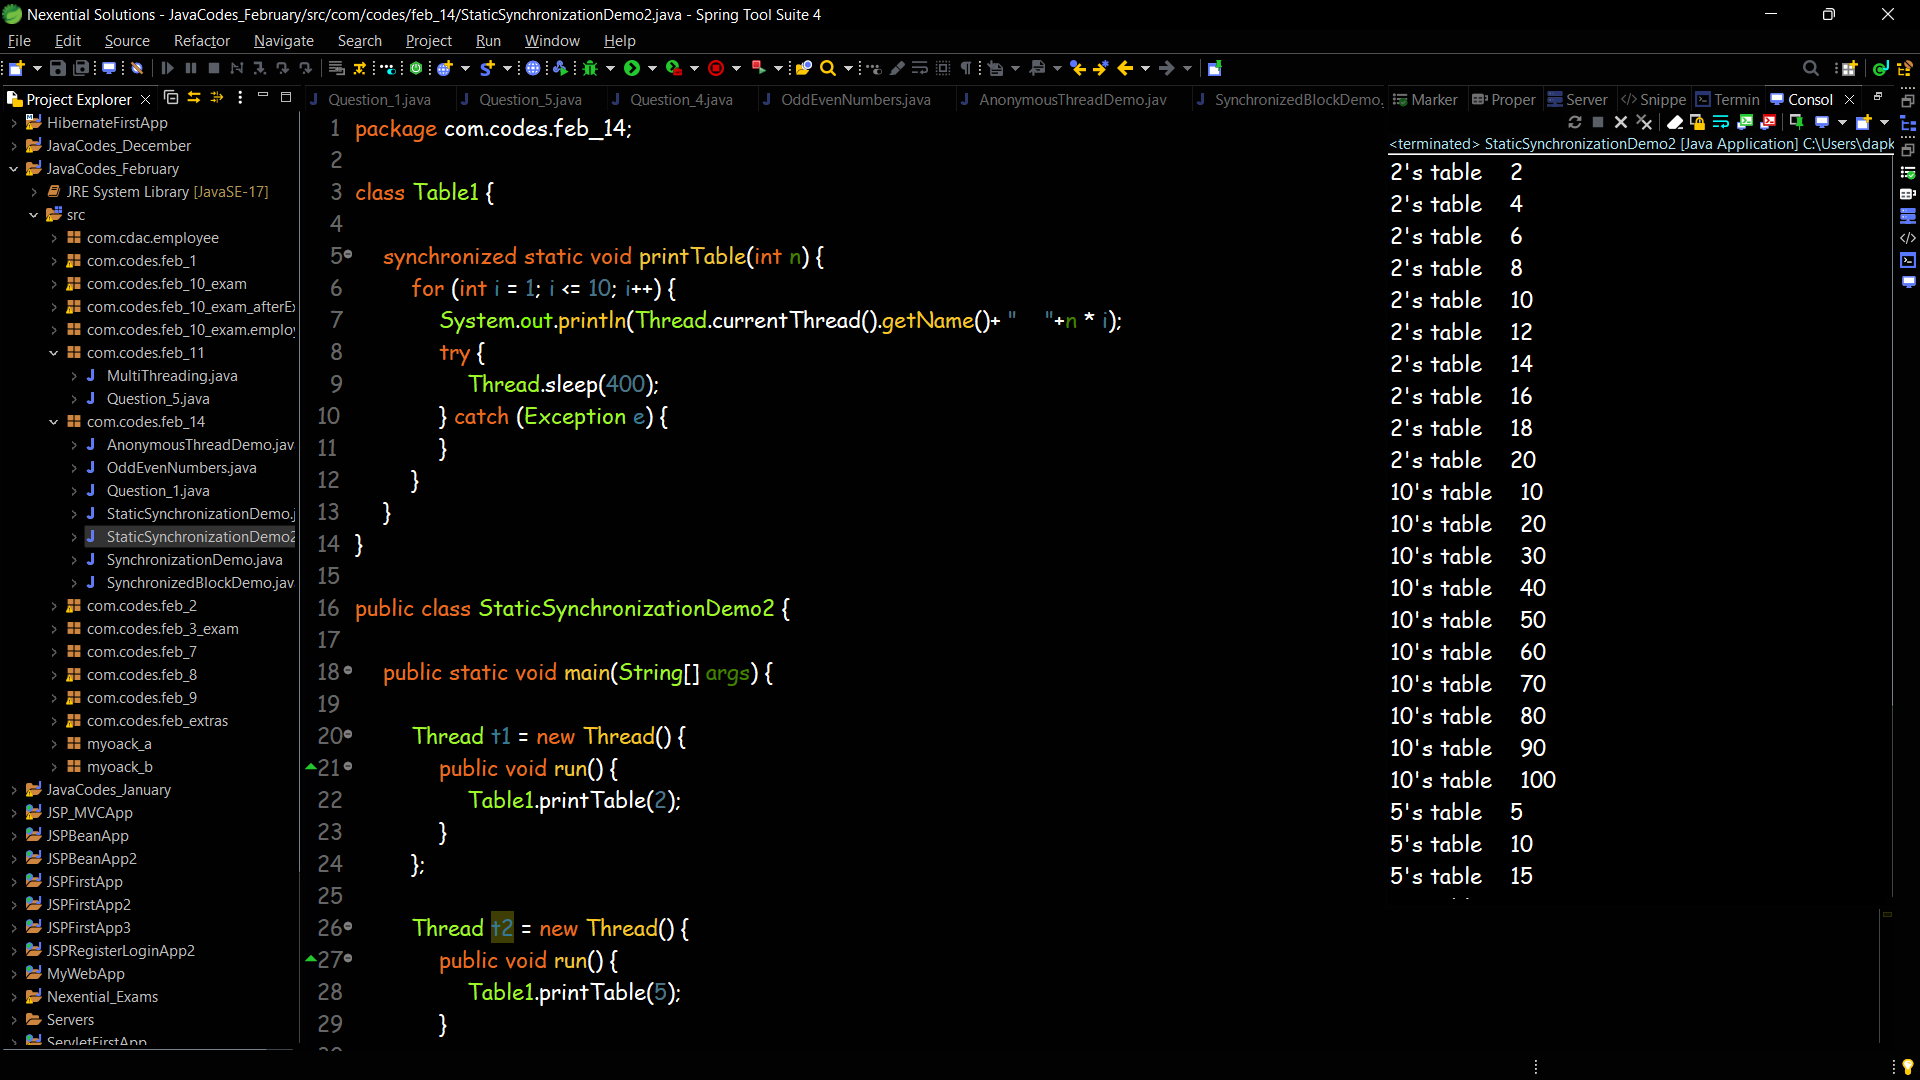 Nexential Solutions - JavaCodes_February/src/com/codes/feb_14/StaticSynchronizationDemo2.java - Spring Tool Suite 4
File Edit Source Refactor Navigate Search Project Run Window Help
Project Explorer
HibernateFirstApp
JavaCodes_December
JavaCodes_February
JRE System Library [JavaSE-17]
src
com.cdac.employee
com.codes.feb_1
com.codes.feb_10_exam
com.codes.feb_10_exam_afterEx
com.codes.feb_10_exam.employ
com.codes.feb_11
MultiThreading.java
Question_5.java
com.codes.feb_14
AnonymousThreadDemo.jav
OddEvenNumbers.java
Question_1.java
StaticSynchronizationDemo.j
StaticSynchronizationDemo2
SynchronizationDemo.java
SynchronizedBlockDemo.jav
com.codes.feb_2
com.codes.feb_3_exam
com.codes.feb_7
com.codes.feb_8
com.codes.feb_9
com.codes.feb_extras
myoack_a
myoack_b
JavaCodes_January
JSP_MVCApp
JSPBeanApp
JSPBeanApp2
JSPFirstApp
JSPFirstApp2
JSPFirstApp3
JSPRegisterLoginApp2
MyWebApp
Nexential_Exams
Servers
ServletFirstApp
Question_1.java Question_5.java Question_4.java OddEvenNumbers.java AnonymousThreadDemo.jav SynchronizedBlockDemo.
1 package com.codes.feb_14;
2
3 class Table1 {
4
5 synchronized static void printTable(int n) {
6 for (int i = 1; i <= 10; i++) {
7 System.out.println(Thread.currentThread().getName()+ "    "+n * i);
8 try {
9 Thread.sleep(400);
10 } catch (Exception e) {
11 }
12 }
13 }
14 }
15
16 public class StaticSynchronizationDemo2 {
17
18 public static void main(String[] args) {
19
20 Thread t1 = new Thread() {
21 public void run() {
22 Table1.printTable(2);
23 }
24 };
25
26 Thread t2 = new Thread() {
27 public void run() {
28 Table1.printTable(5);
29 }
Marker Proper Server Snippe Termin Consol
<terminated> StaticSynchronizationDemo2 [Java Application] C:\Users\dapk
2's table 2
2's table 4
2's table 6
2's table 8
2's table 10
2's table 12
2's table 14
2's table 16
2's table 18
2's table 20
10's table 10
10's table 20
10's table 30
10's table 40
10's table 50
10's table 60
10's table 70
10's table 80
10's table 90
10's table 100
5's table 5
5's table 10
5's table 15